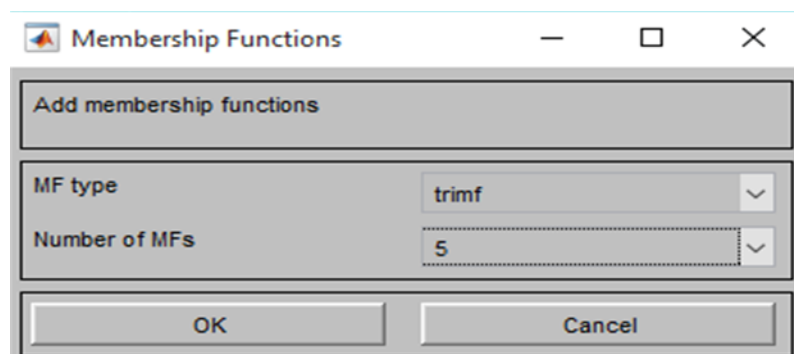 Membership Functions
Add membership functions
MF type trimf
Number of MFs 5
OK Cancel